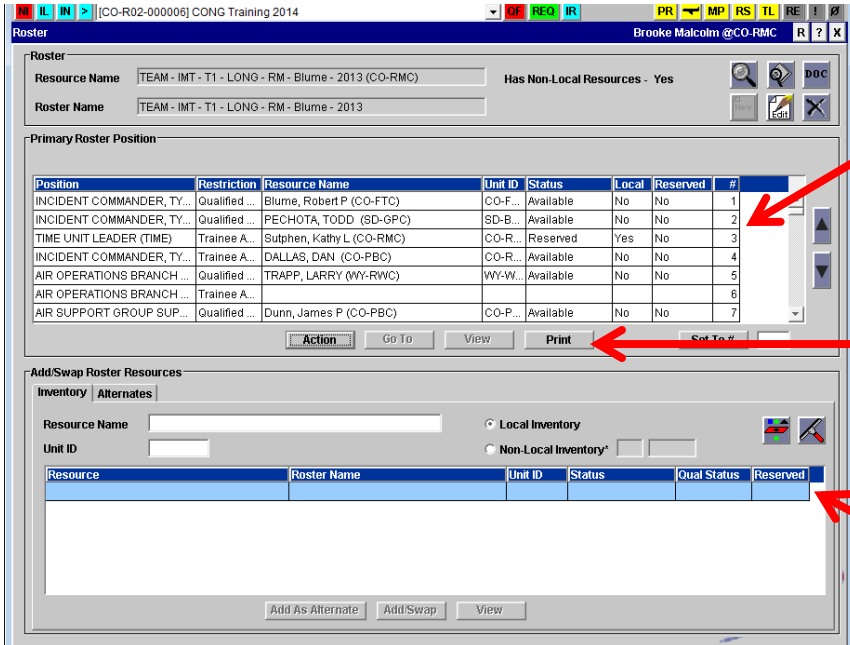 NI IL IN > [CO-R02-000006] CONG Training 2014 QF REQ IR PR MP RS TL RE ! Ø
Roster Brooke Malcolm @CO-RMC R ? X
Roster
Resource Name TEAM - IMT - T1 - LONG - RM - Blume - 2013 (CO-RMC) Has Non-Local Resources - Yes DOC
Roster Name TEAM - IMT - T1 - LONG - RM - Blume - 2013 New Edit
Primary Roster Position
Position Restriction Resource Name Unit ID Status Local Reserved #
INCIDENT COMMANDER, TY... Qualified ... Blume, Robert P (CO-FTC) CO-F... Available No No 1
INCIDENT COMMANDER, TY... Qualified ... PECHOTA, TODD (SD-GPC) SD-B... Available No No 2
TIME UNIT LEADER (TIME) Trainee A... Sutphen, Kathy L (CO-RMC) CO-R... Reserved Yes No 3
INCIDENT COMMANDER, TY... Qualified ... DALLAS, DAN (CO-PBC) CO-R... Available No No 4
AIR OPERATIONS BRANCH ... Qualified ... TRAPP, LARRY (WY-RWC) WY-W... Available No No 5
AIR OPERATIONS BRANCH ... Trainee A... 6
AIR SUPPORT GROUP SUP... Qualified ... Dunn, James P (CO-PBC) CO-P... Available No No 7
Action Go To View Print Set To #
Add/Swap Roster Resources
Inventory Alternates
Resource Name Local Inventory
Unit ID Non-Local Inventory*
Resource Roster Name Unit ID Status Qual Status Reserved
Add As Alternate Add/Swap View